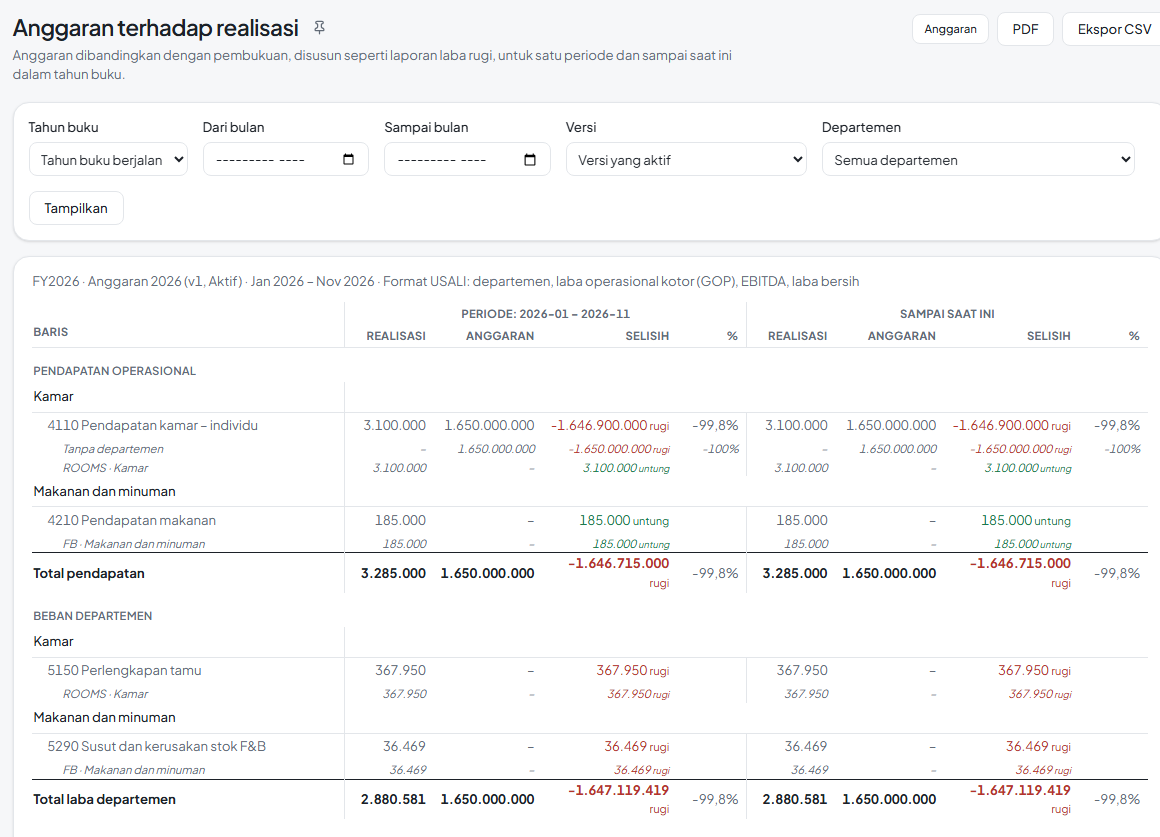 Anggaran terhadap realisasi
Anggaran PDF Ekspor CSV
Anggaran dibandingkan dengan pembukuan, disusun seperti laporan laba rugi, untuk satu periode dan sampai saat ini
dalam tahun buku.
Tahun buku Dari bulan Sampai bulan Versi Departemen
Tahun buku berjalan --------- ---- --------- ---- Versi yang aktif Semua departemen
Tampilkan
FY2026 · Anggaran 2026 (v1, Aktif) · Jan 2026 – Nov 2026 · Format USALI: departemen, laba operasional kotor (GOP), EBITDA, laba bersih
PERIODE: 2026-01 – 2026-11 SAMPAI SAAT INI
BARIS REALISASI ANGGARAN SELISIH % REALISASI ANGGARAN SELISIH %
PENDAPATAN OPERASIONAL
Kamar
4110 Pendapatan kamar – individu 3.100.000 1.650.000.000 -1.646.900.000 rugi -99,8% 3.100.000 1.650.000.000 -1.646.900.000 rugi -99,8%
Tanpa departemen – 1.650.000.000 -1.650.000.000 rugi -100% – 1.650.000.000 -1.650.000.000 rugi -100%
ROOMS · Kamar 3.100.000 – 3.100.000 untung 3.100.000 – 3.100.000 untung
Makanan dan minuman
4210 Pendapatan makanan 185.000 – 185.000 untung 185.000 – 185.000 untung
FB · Makanan dan minuman 185.000 – 185.000 untung 185.000 – 185.000 untung
Total pendapatan 3.285.000 1.650.000.000 -1.646.715.000 rugi -99,8% 3.285.000 1.650.000.000 -1.646.715.000 rugi -99,8%
BEBAN DEPARTEMEN
Kamar
5150 Perlengkapan tamu 367.950 – 367.950 rugi 367.950 – 367.950 rugi
ROOMS · Kamar 367.950 – 367.950 rugi 367.950 – 367.950 rugi
Makanan dan minuman
5290 Susut dan kerusakan stok F&B 36.469 – 36.469 rugi 36.469 – 36.469 rugi
FB · Makanan dan minuman 36.469 – 36.469 rugi 36.469 – 36.469 rugi
Total laba departemen 2.880.581 1.650.000.000 -1.647.119.419 rugi -99,8% 2.880.581 1.650.000.000 -1.647.119.419 rugi -99,8%